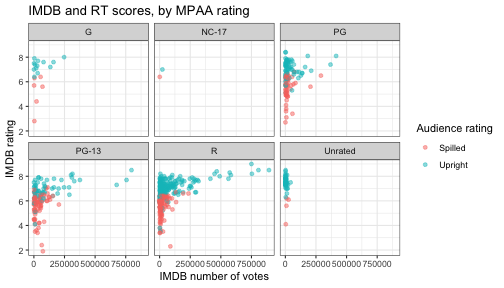 IMDB and RT scores, by MPAA rating
G
NC-17
PG
8
6
4
2
PG-13
R
Unrated
8
6
4
2
0 250000 500000 750000
0 250000 500000 750000
0 250000 500000 750000
IMDB number of votes
IMDB rating
Audience rating
Spilled
Upright